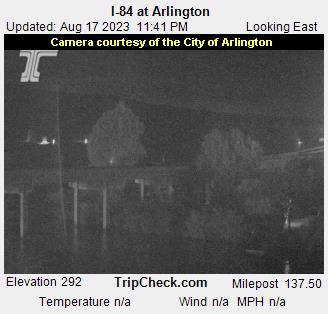 I-84 at Arlington
Updated: Aug 17 2023 11:41 PM Looking East
Camera courtesy of the City of Arlington
Elevation 292 TripCheck.com Milepost 137.50
Temperature n/a Wind n/a MPH n/a